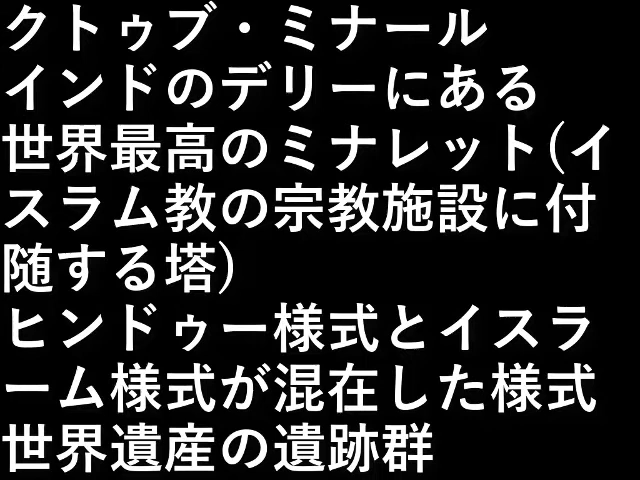 クトゥブ・ミナール
インドのデリーにある
世界最高のミナレット(イ
スラム教の宗教施設に付
随する塔)
ヒンドゥー様式とイスラ
ーム様式が混在した様式
世界遺産の遺跡群